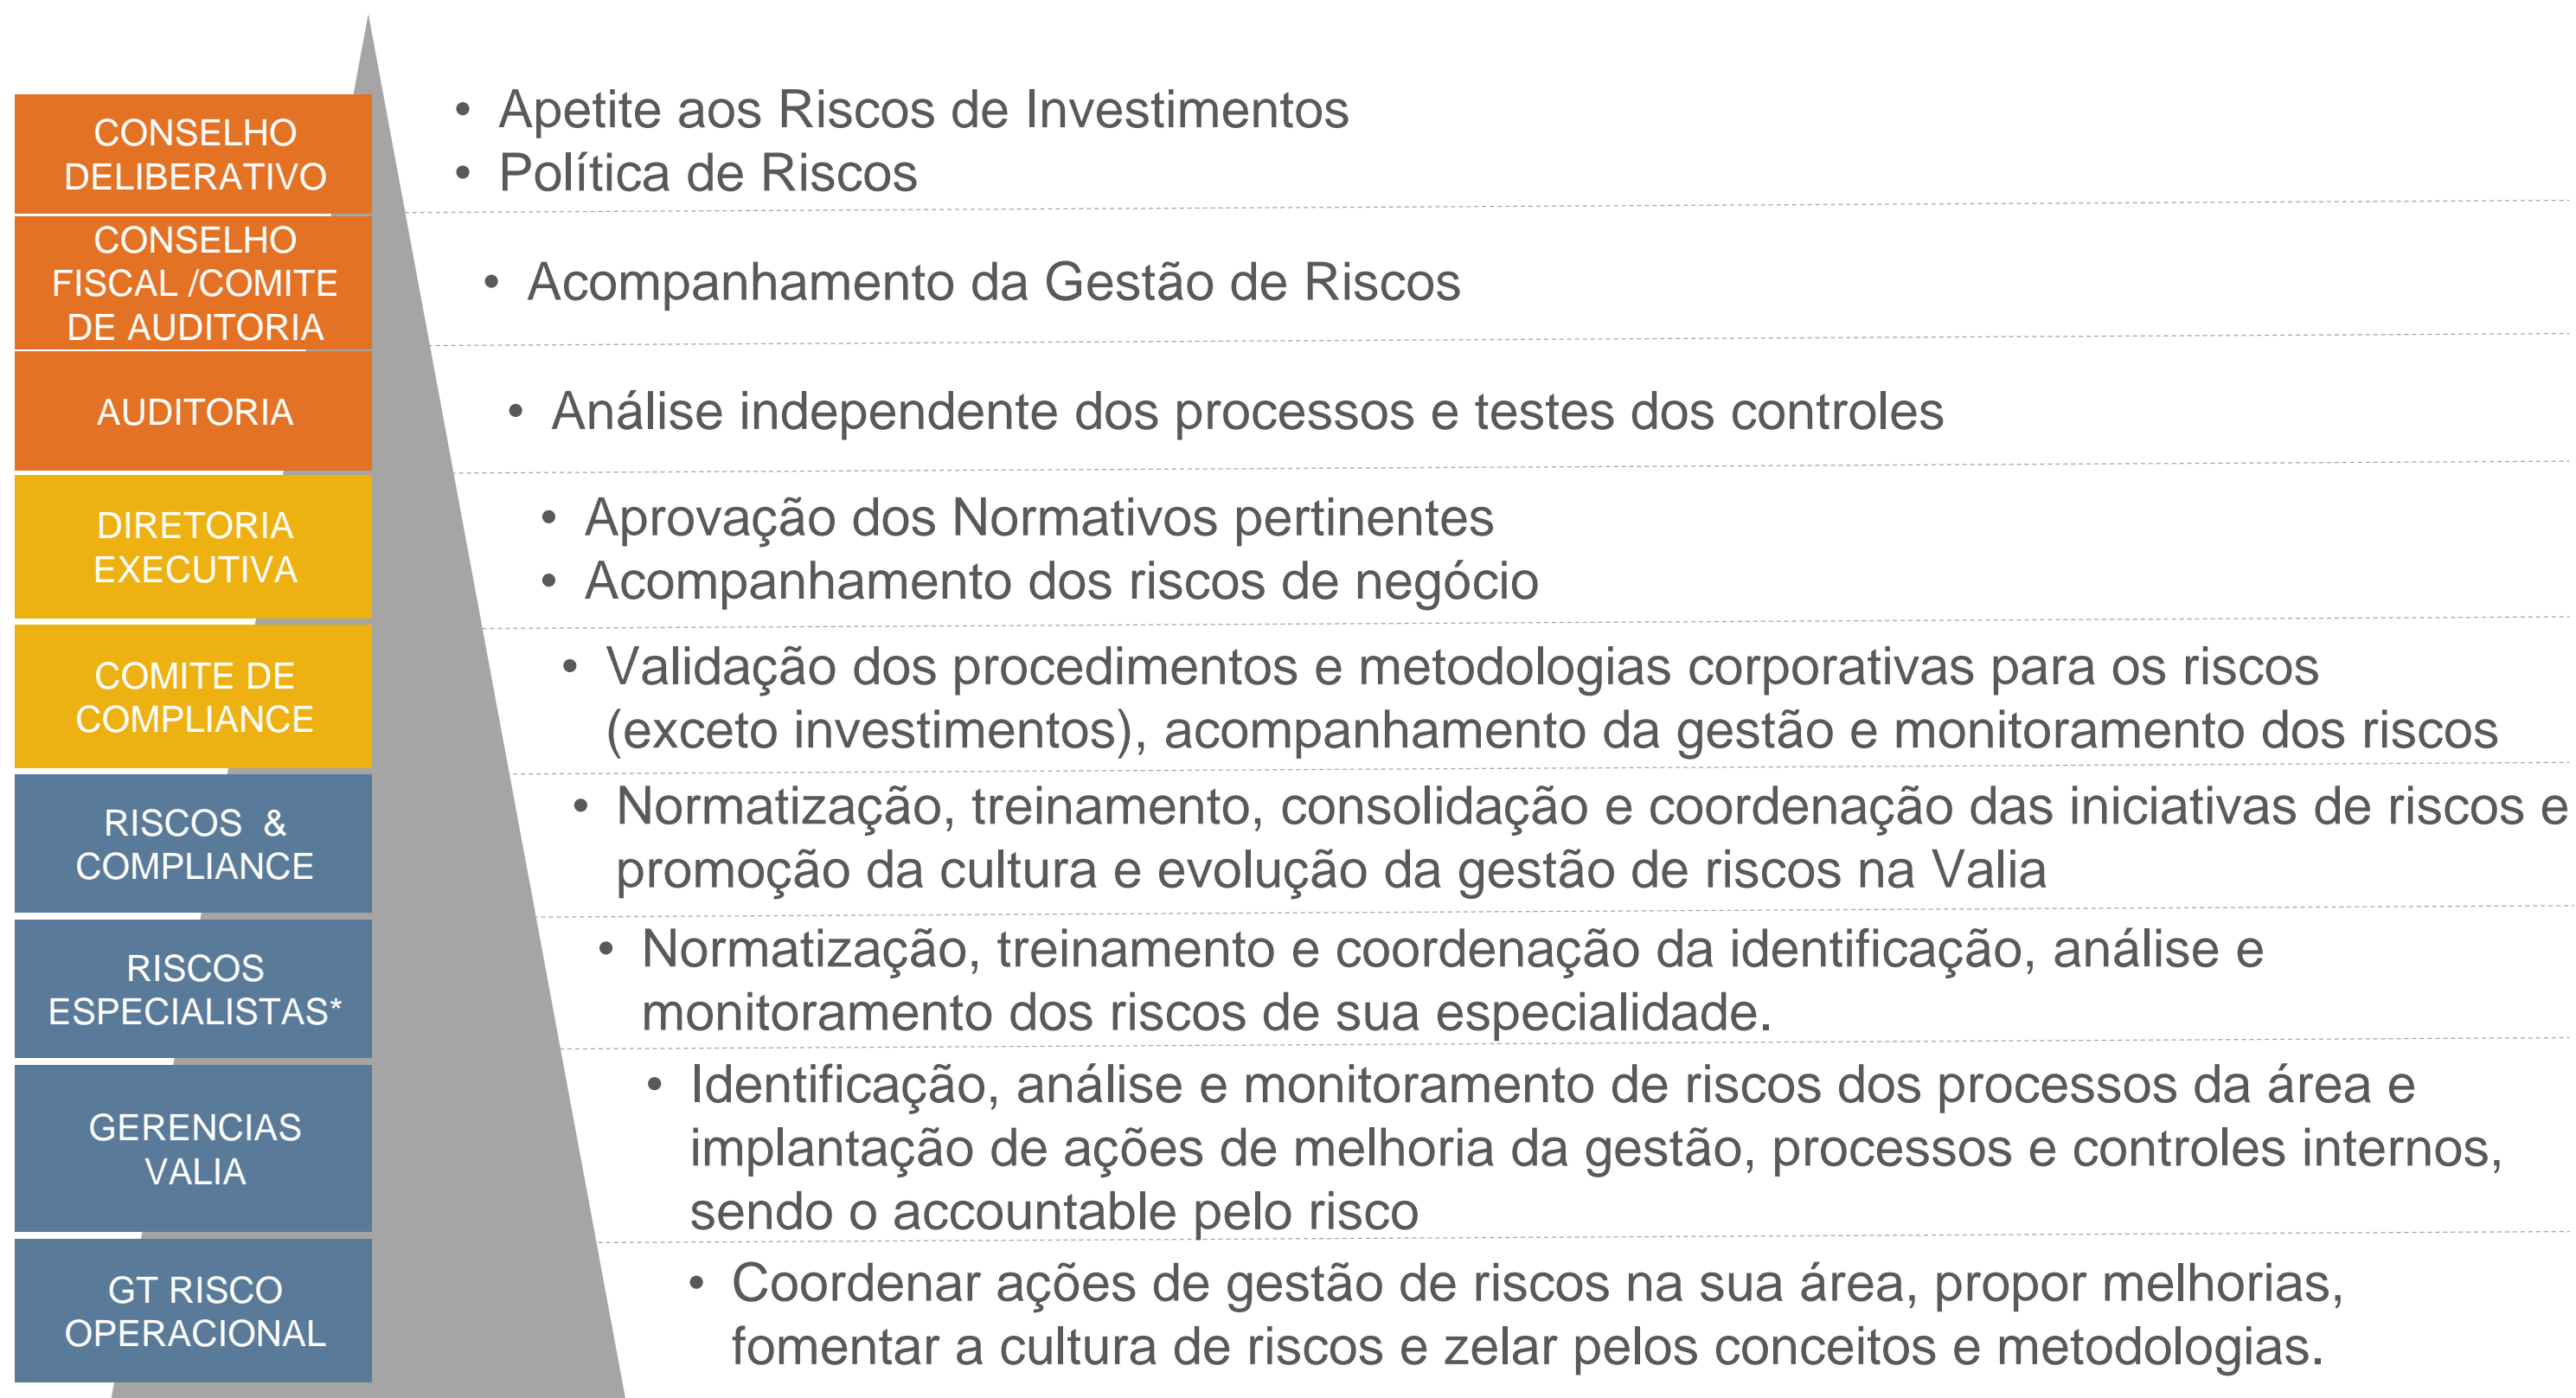 CONSELHO
DELIBERATIVO
• Apetite aos Riscos de Investimentos
• Política de Riscos
CONSELHO
FISCAL /COMITE
DE AUDITORIA
• Acompanhamento da Gestão de Riscos
AUDITORIA
• Análise independente dos processos e testes dos controles
DIRETORIA
EXECUTIVA
• Aprovação dos Normativos pertinentes
• Acompanhamento dos riscos de negócio
COMITE DE
COMPLIANCE
• Validação dos procedimentos e metodologias corporativas para os riscos
(exceto investimentos), acompanhamento da gestão e monitoramento dos riscos
RISCOS &
COMPLIANCE
• Normatização, treinamento, consolidação e coordenação das iniciativas de riscos e
promoção da cultura e evolução da gestão de riscos na Valia
RISCOS
ESPECIALISTAS*
• Normatização, treinamento e coordenação da identificação, análise e
monitoramento dos riscos de sua especialidade.
GERENCIAS
VALIA
• Identificação, análise e monitoramento de riscos dos processos da área e
implantação de ações de melhoria da gestão, processos e controles internos,
sendo o accountable pelo risco
GT RISCO
OPERACIONAL
• Coordenar ações de gestão de riscos na sua área, propor melhorias,
fomentar a cultura de riscos e zelar pelos conceitos e metodologias.